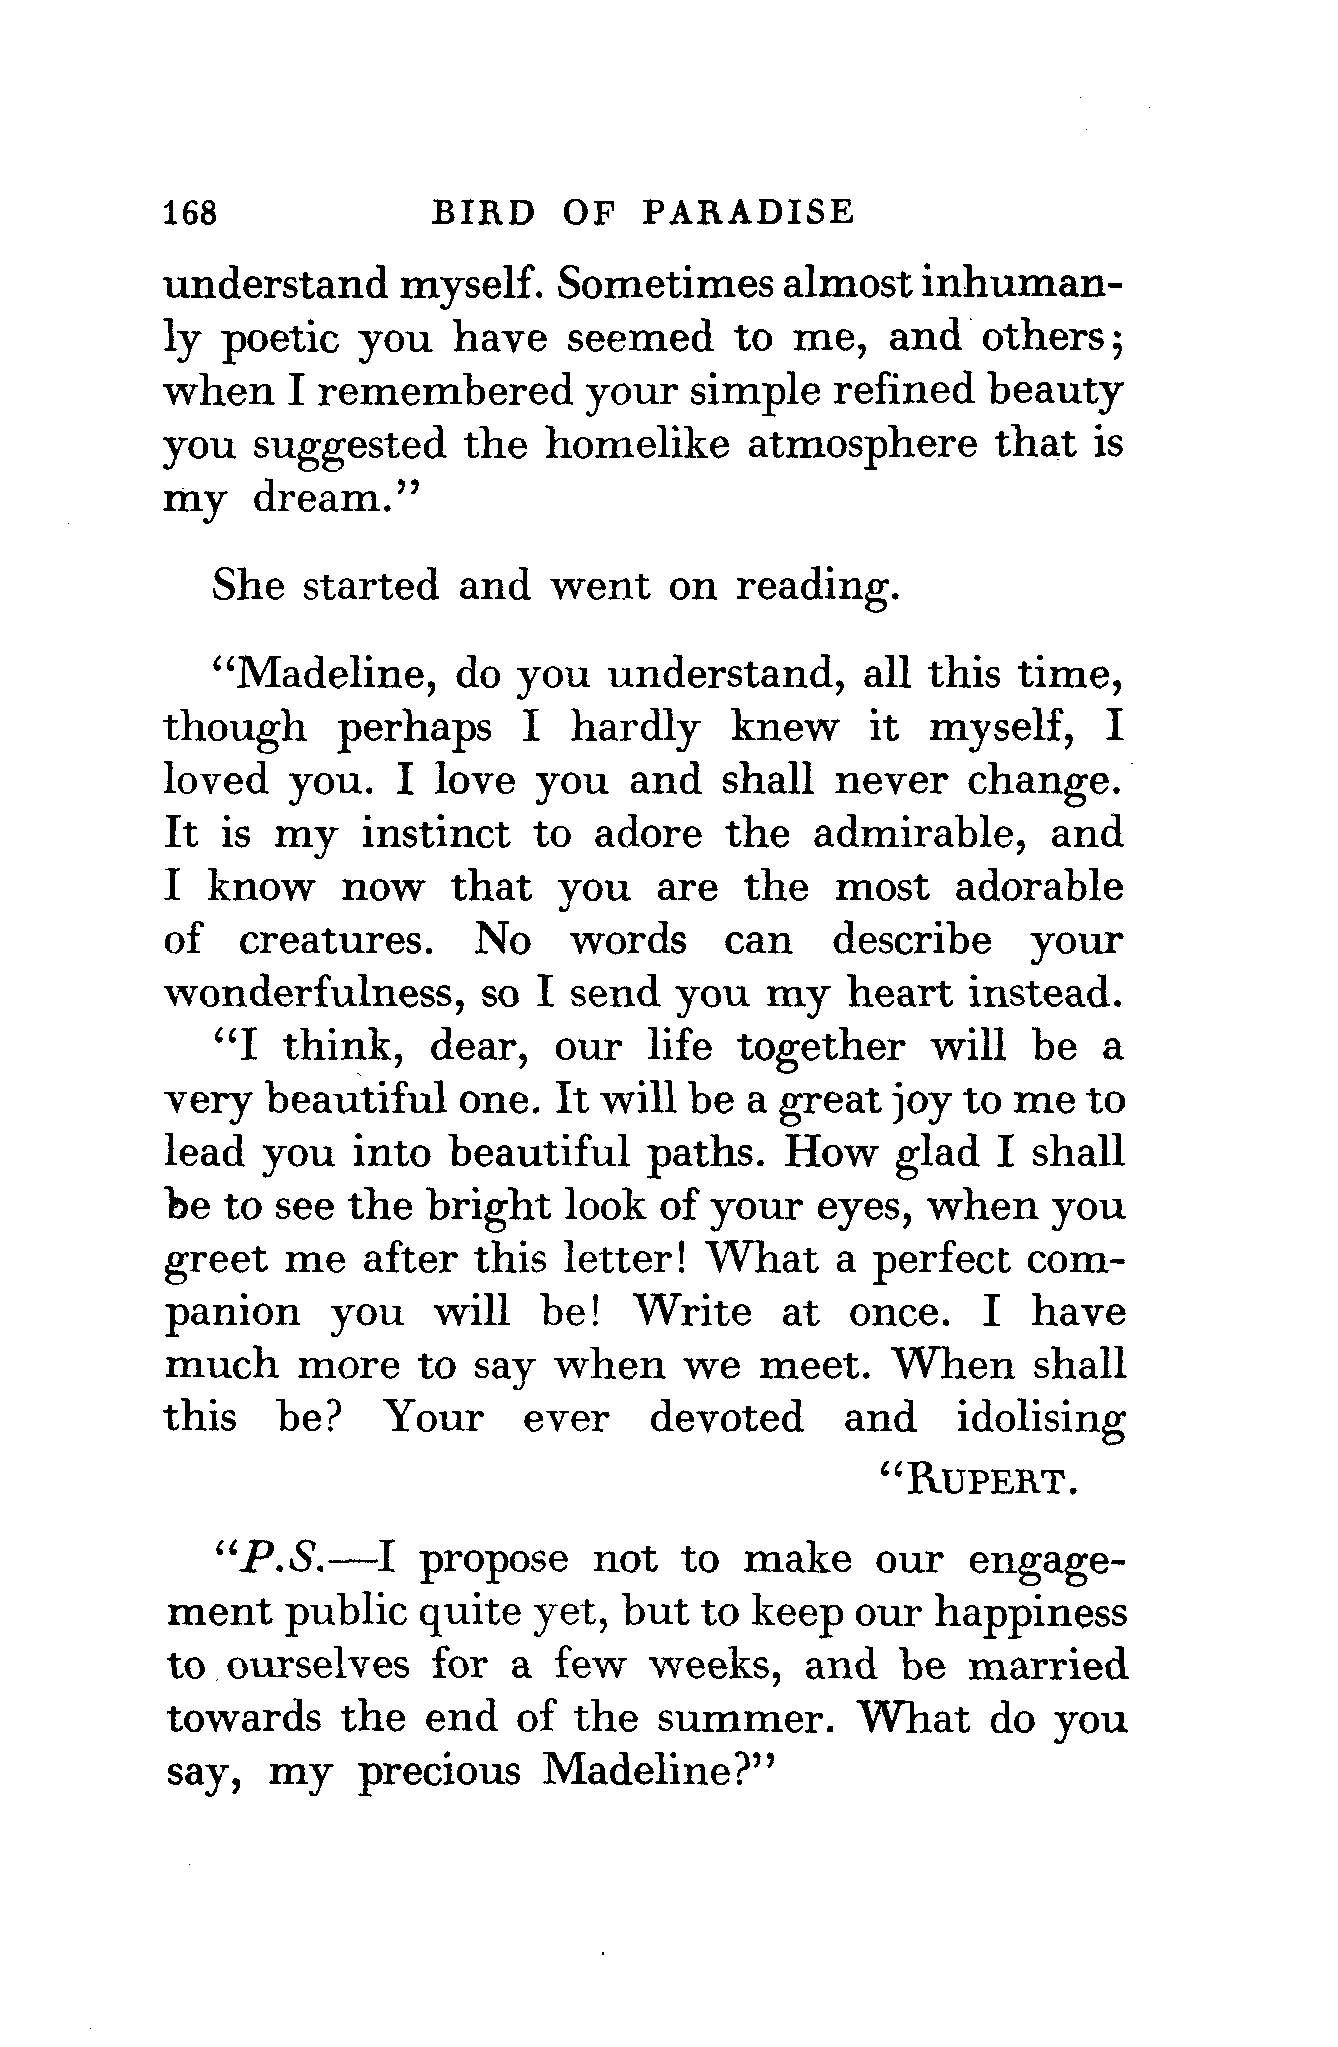 168 BIRD OF PARADISE
understand myself. Sometimes almost inhuman-
ly poetic you have seemed to me, and others;
when I remembered your simple refined beauty
you suggested the homelike atmosphere that is
my dream.”
She started and went on reading.
“Madeline, do you understand, all this time,
though perhaps I hardly knew it myself, I
loved you. I love you and shall never change.
It is my instinct to adore the admirable, and
I know now that you are the most adorable
of creatures. No words can describe your
wonderfulness, so I send you my heart instead.
“I think, dear, our life together will be a
very beautiful one. It will be a great joy to me to
lead you into beautiful paths. How glad I shall
be to see the bright look of your eyes, when you
greet me after this letter! What a perfect com-
panion you will be! Write at once. I have
much more to say when we meet. When shall
this be? Your ever devoted and idolising
“RUPERT.
“P.S.—I propose not to make our engage-
ment public quite yet, but to keep our happiness
to ourselves for a few weeks, and be married
towards the end of the summer. What do you
say, my precious Madeline?”